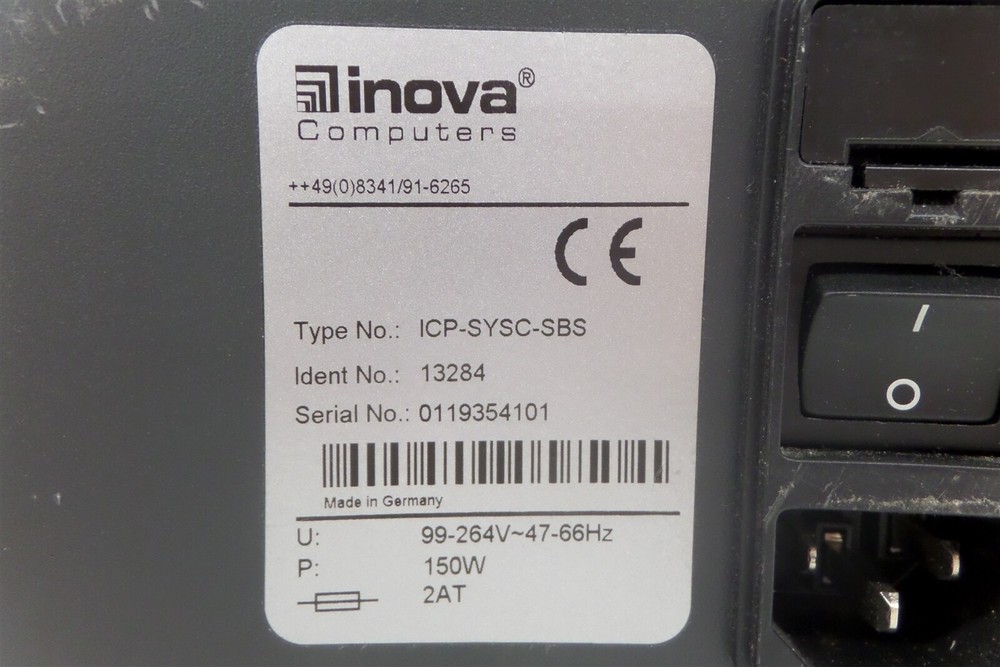 inova®
Computers
++49(0)8341/91-6265
CE
Type No.: ICP-SYSC-SBS
Ident No.: 13284
Serial No.: 0119354101
Made in Germany
U: 99-264V~47-66Hz
P: 150W
2AT
I
O